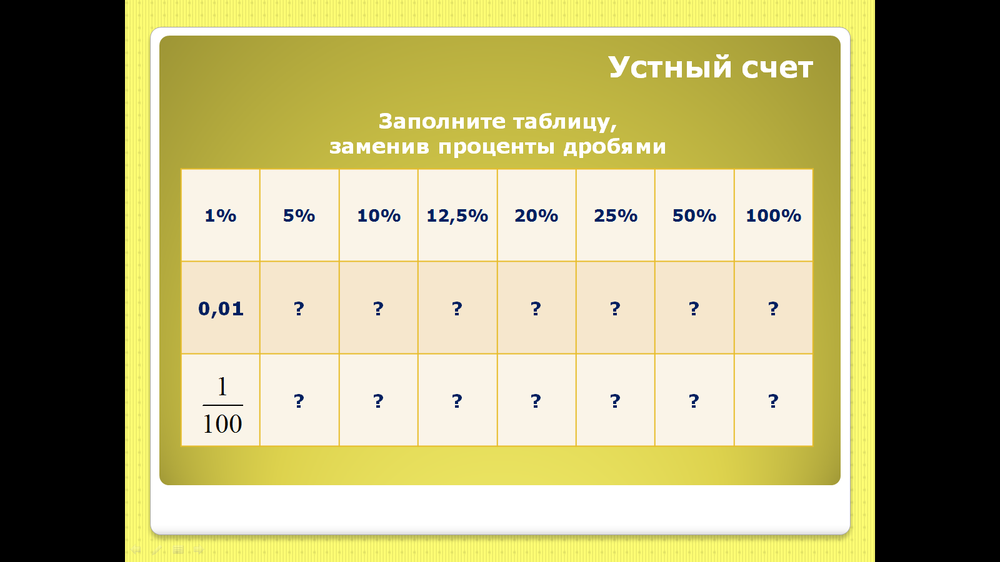 Устный счет
Заполните таблицу,
заменив проценты дробями
1% 5% 10% 12,5% 20% 25% 50% 100%
0,01 ? ? ? ? ? ? ?
1/100 ? ? ? ? ? ? ?